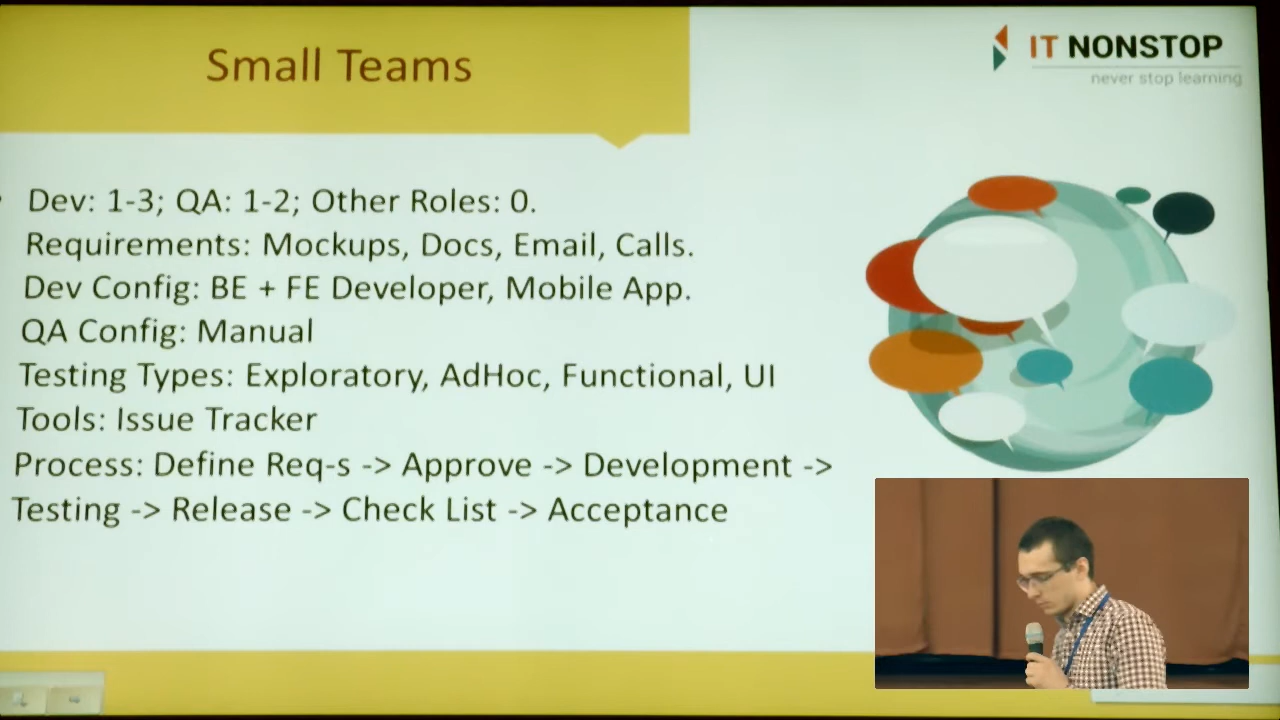 Small Teams
IT NONSTOP
never stop learning
Dev: 1-3; QA: 1-2; Other Roles: 0.
Requirements: Mockups, Docs, Email, Calls.
Dev Config: BE + FE Developer, Mobile App.
QA Config: Manual
Testing Types: Exploratory, AdHoc, Functional, UI
Tools: Issue Tracker
Process: Define Req-s -> Approve -> Development ->
Testing -> Release -> Check List -> Acceptance